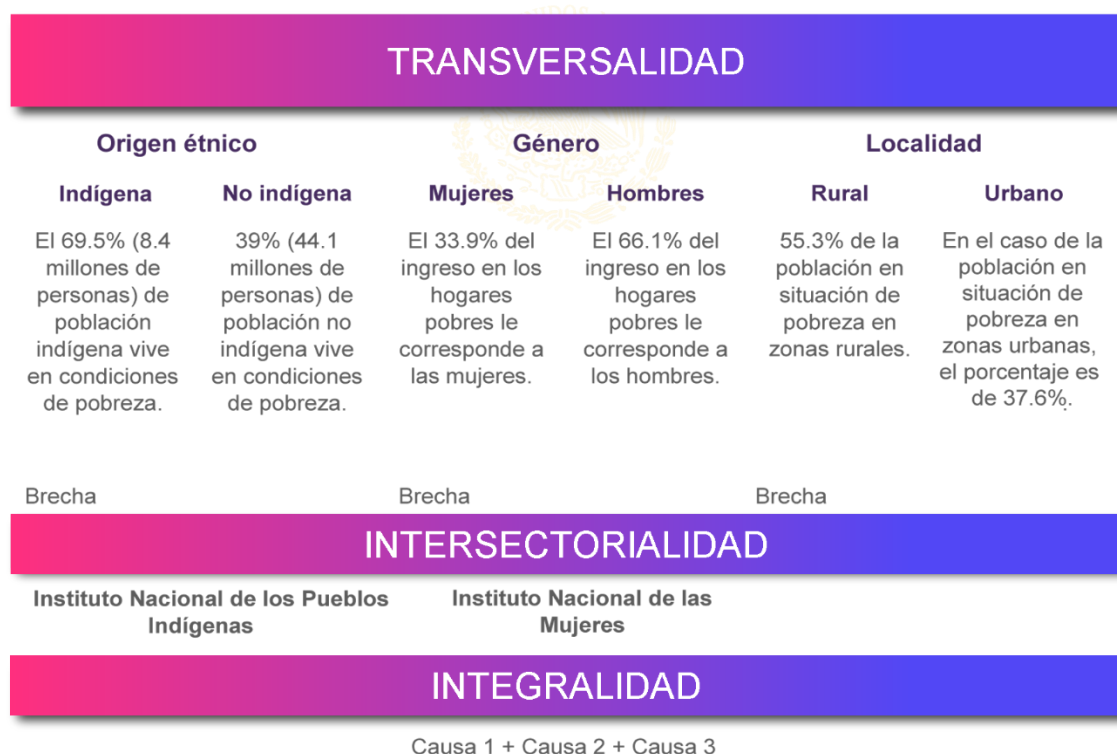 TRANSVERSALIDAD
Origen étnico
Género
Localidad
Indígena
No indígena
Mujeres
Hombres
Rural
Urbano
El 69.5% (8.4
millones de
personas) de
población
indígena vive
en condiciones
de pobreza.
39% (44.1
millones de
personas) de
población no
indígena vive
en condiciones
de pobreza.
El 33.9% del
ingreso en los
hogares
pobres le
corresponde a
las mujeres.
El 66.1% del
ingreso en los
hogares
pobres le
corresponde a
los hombres.
55.3% de la
población en
situación de
pobreza en
zonas rurales.
En el caso de la
población en
situación de
pobreza en
zonas urbanas,
el porcentaje es
de 37.6%.
Brecha
Brecha
Brecha
INTERSECTORIALIDAD
Instituto Nacional de los Pueblos
Indígenas
Instituto Nacional de las
Mujeres
INTEGRALIDAD
Causa 1 + Causa 2 + Causa 3